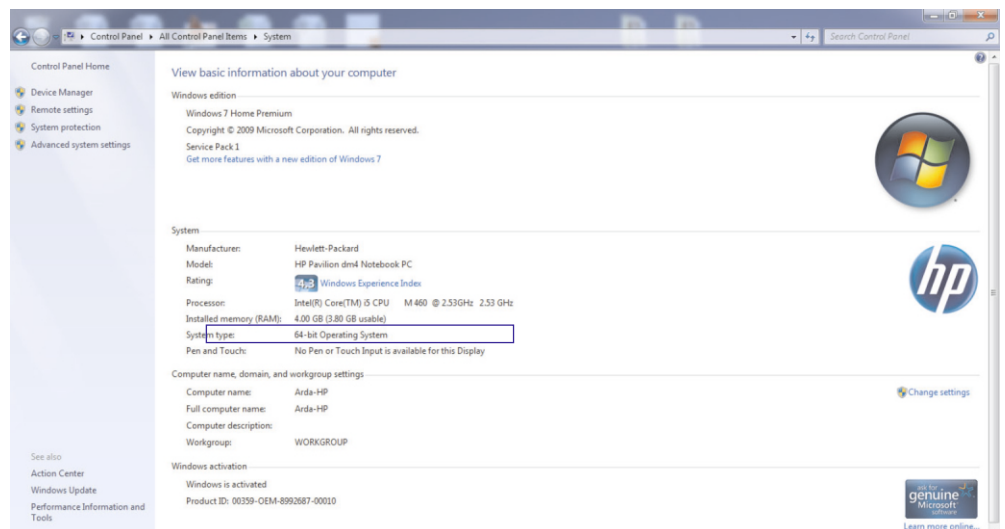 Control Panel ▸ All Control Panel Items ▸ System
Search Control Panel
Control Panel Home
Device Manager
Remote settings
System protection
Advanced system settings
See also
Action Center
Windows Update
Performance Information and
Tools
View basic information about your computer
Windows edition
Windows 7 Home Premium
Copyright © 2009 Microsoft Corporation. All rights reserved.
Service Pack 1
Get more features with a new edition of Windows 7
System
Manufacturer: Hewlett-Packard
Model: HP Pavilion dm4 Notebook PC
Rating: 4,3 Windows Experience Index
Processor: Intel(R) Core(TM) i5 CPU M 460 @ 2.53GHz 2.53 GHz
Installed memory (RAM): 4.00 GB (3.80 GB usable)
System type: 64-bit Operating System
Pen and Touch: No Pen or Touch Input is available for this Display
hp
Computer name, domain, and workgroup settings
Computer name: Arda-HP
Change settings
Full computer name: Arda-HP
Computer description:
Workgroup: WORKGROUP
Windows activation
Windows is activated
Product ID: 00359-OEM-8992687-00010
ask for
genuine
Microsoft
software
Learn more online...